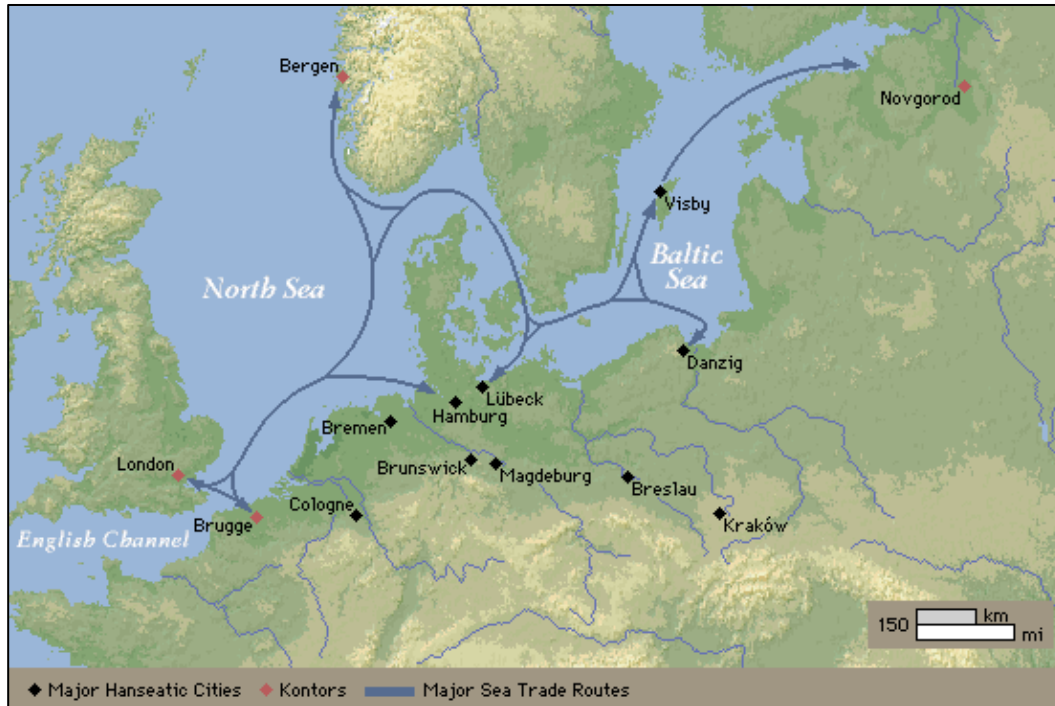 Bergen
Novgorod
Visby
Baltic
Sea
North Sea
Danzig
Lübeck
Hamburg
Bremen
London
Brunswick
Magdeburg
Breslau
Cologne
Brugge
Kraków
English Channel
150 km
mi
Major Hanseatic Cities Kontors Major Sea Trade Routes